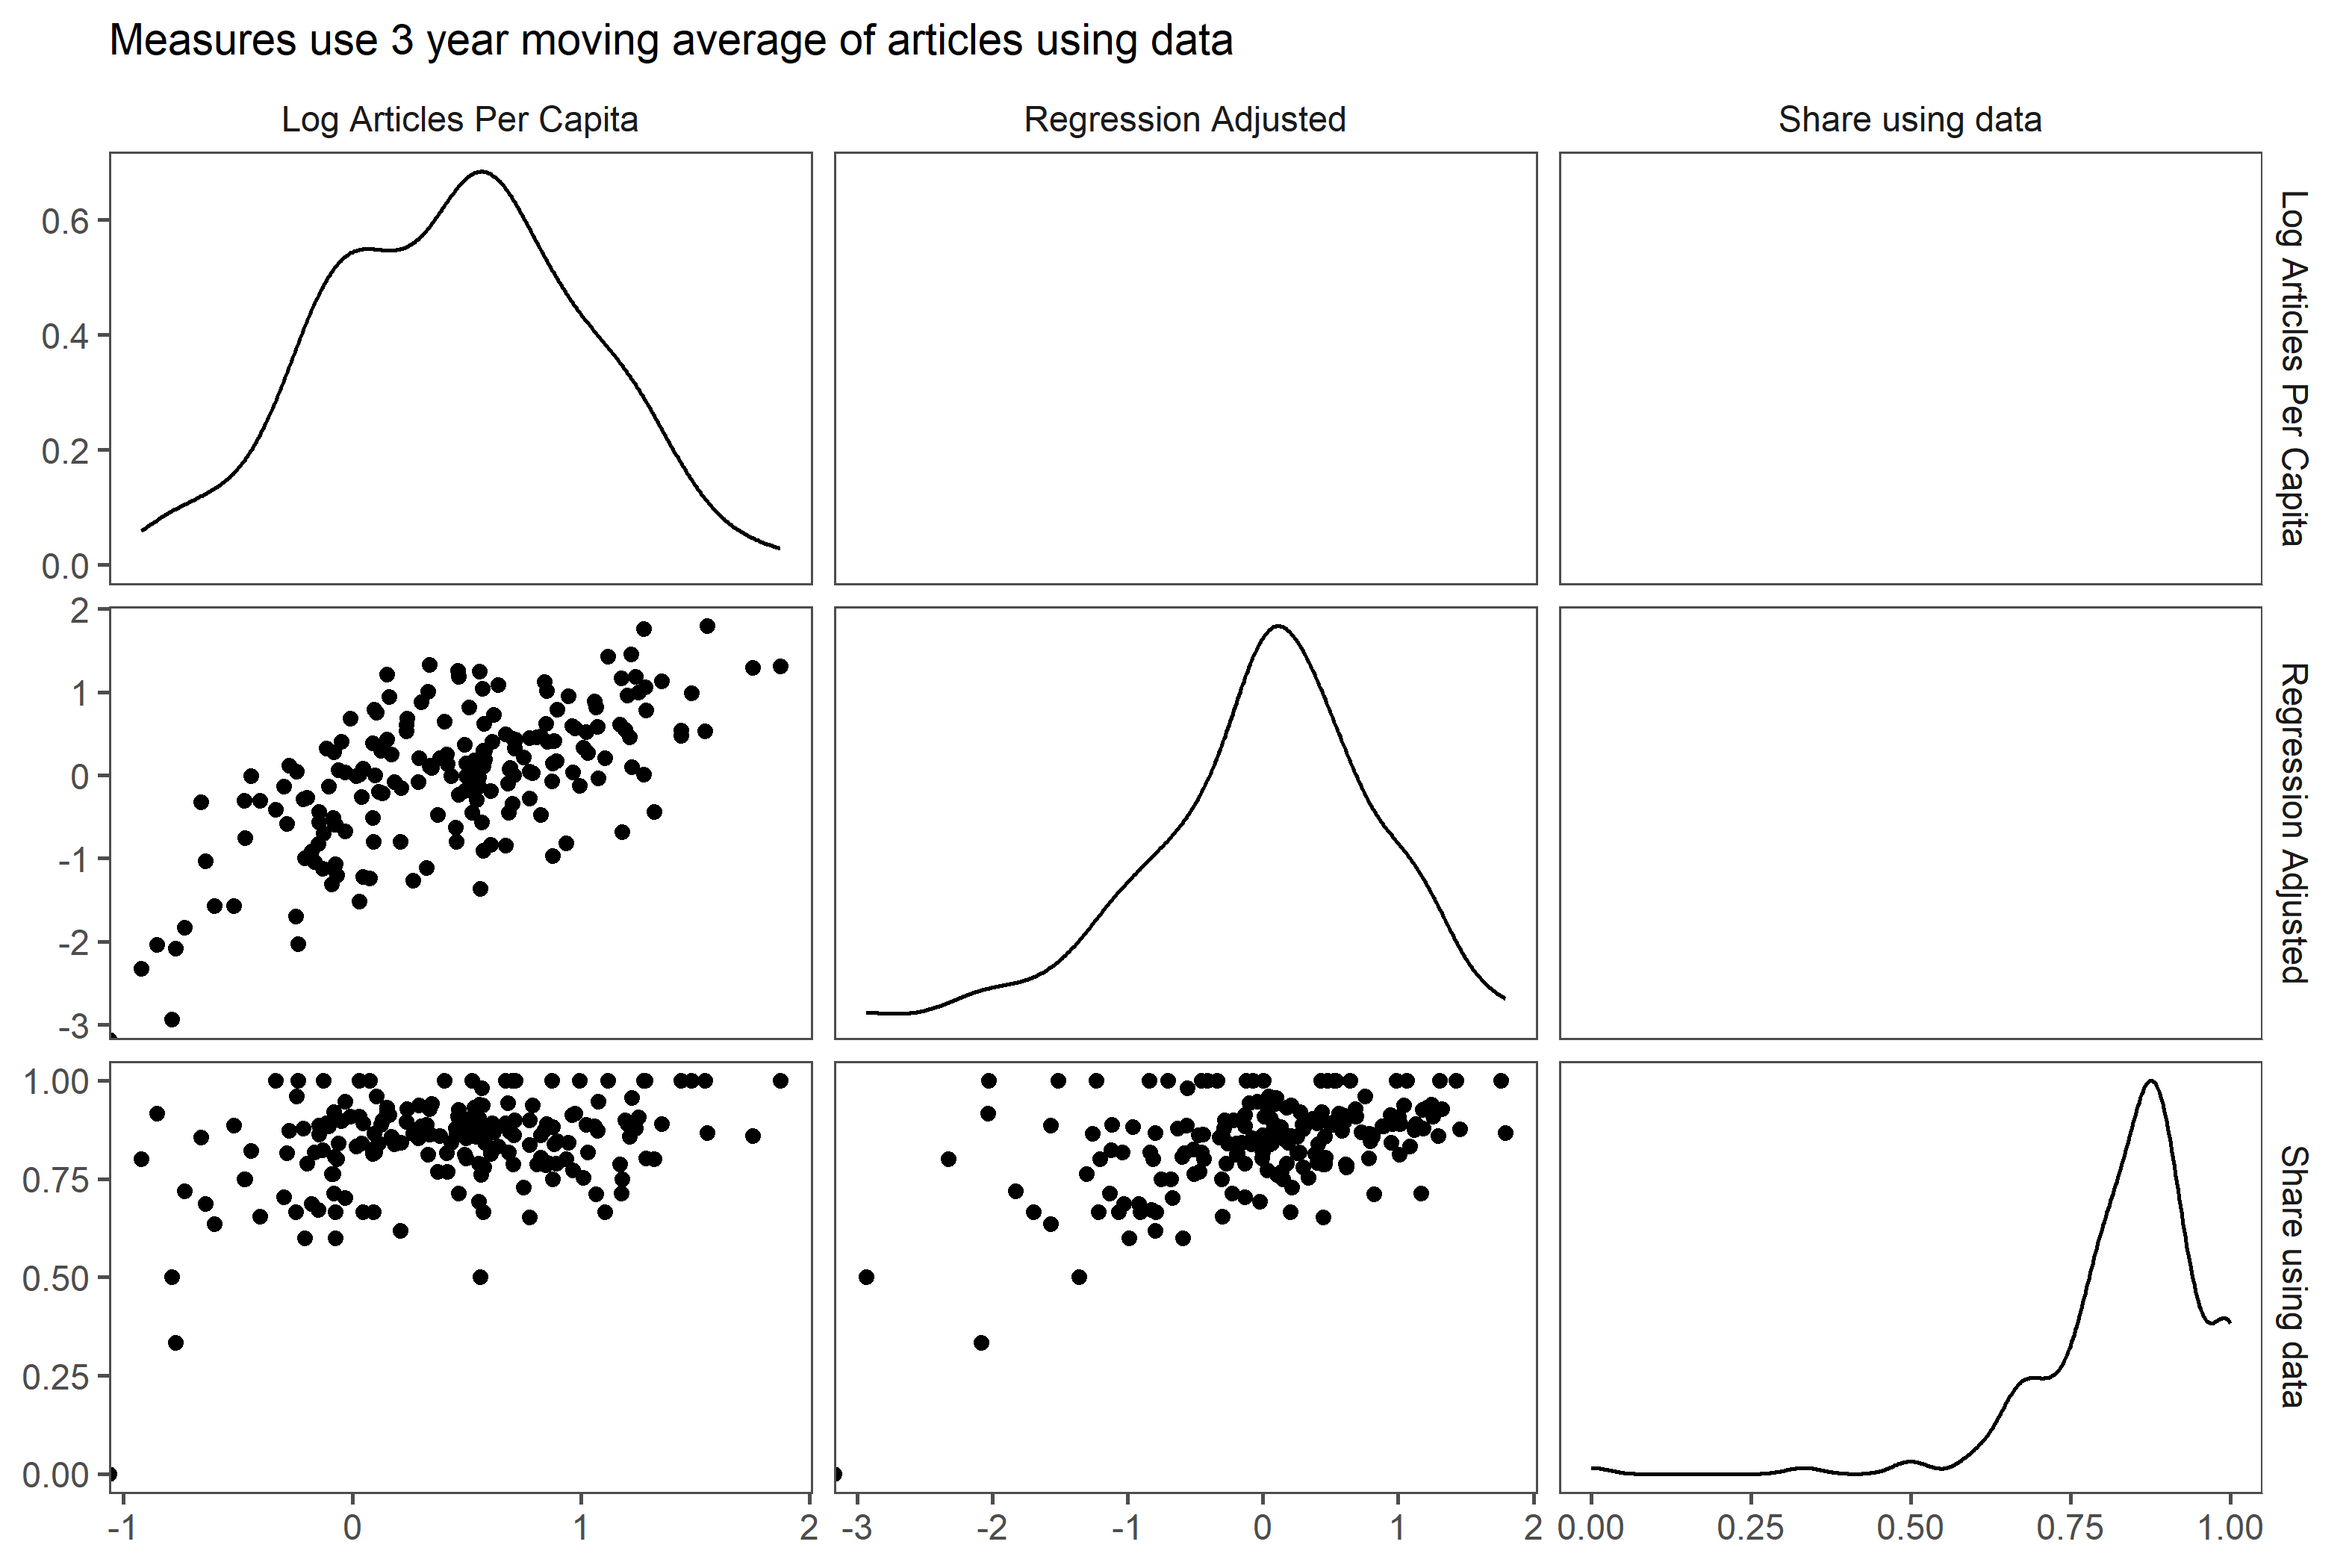 Measures use 3 year moving average of articles using data
Log Articles Per Capita
Regression Adjusted
Share using data
0.6
0.4
0.2
0.0
Log Articles Per Capita
2
1
0
-1
-2
-3
Regression Adjusted
1.00
0.75
0.50
0.25
0.00
Share using data
-1 0 1 2
-3 -2 -1 0 1 2
0.00 0.25 0.50 0.75 1.00